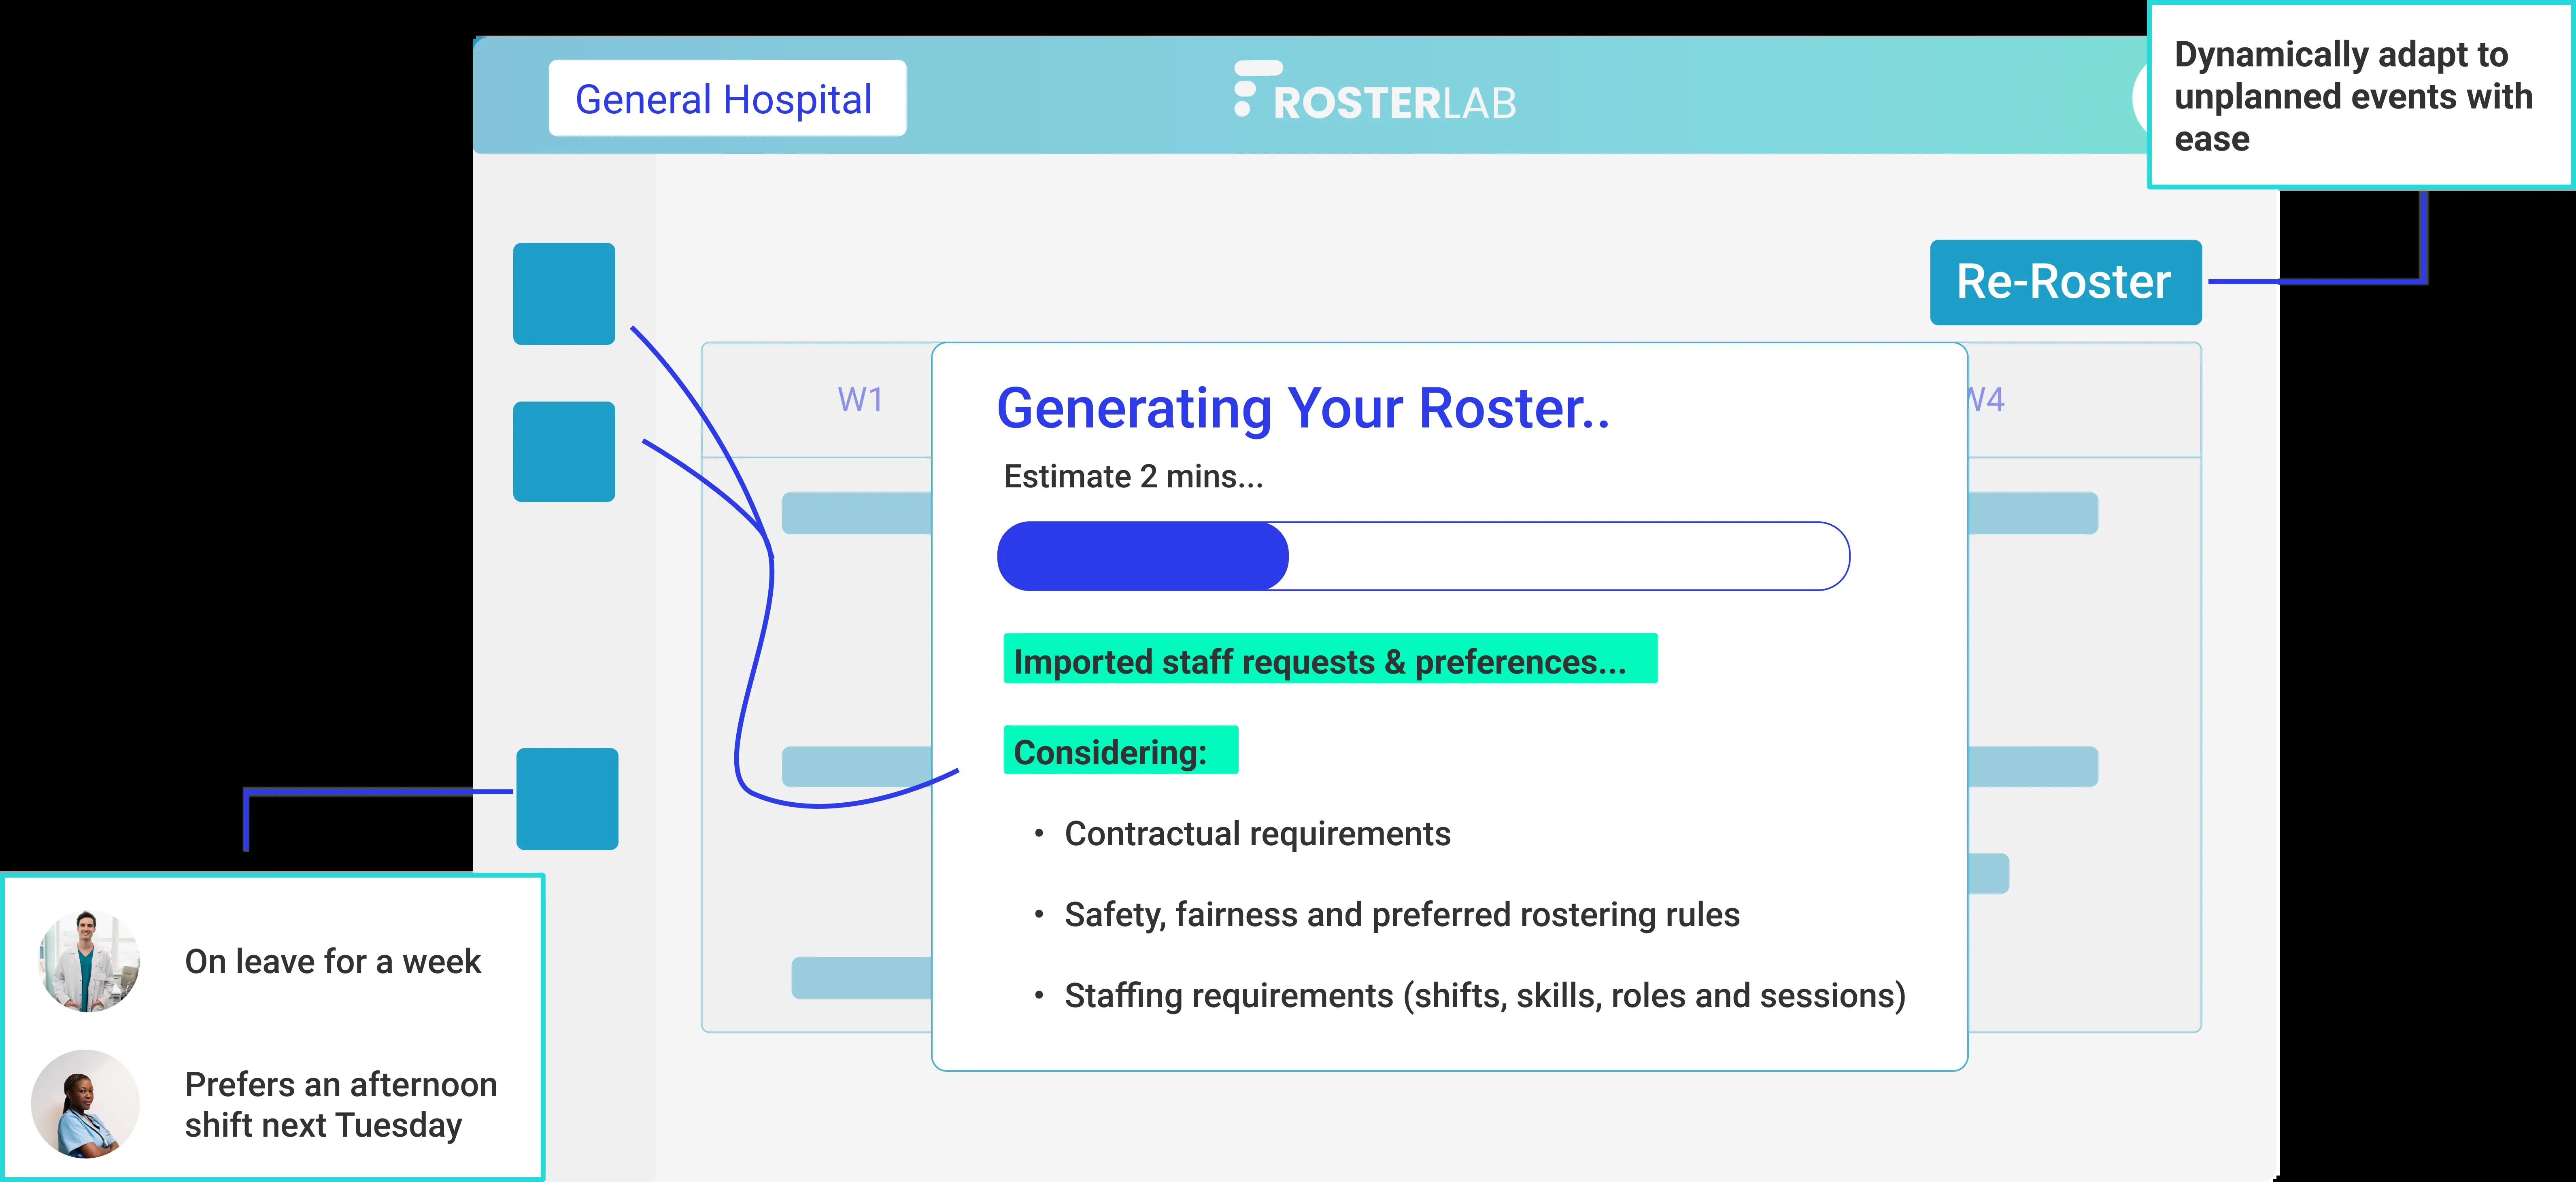 General Hospital
ROSTERLAB
Dynamically adapt to
unplanned events with
ease
Re-Roster
W1
W4
Generating Your Roster..
Estimate 2 mins...
Imported staff requests & preferences...
Considering:
• Contractual requirements
• Safety, fairness and preferred rostering rules
• Staffing requirements (shifts, skills, roles and sessions)
On leave for a week
Prefers an afternoon
shift next Tuesday